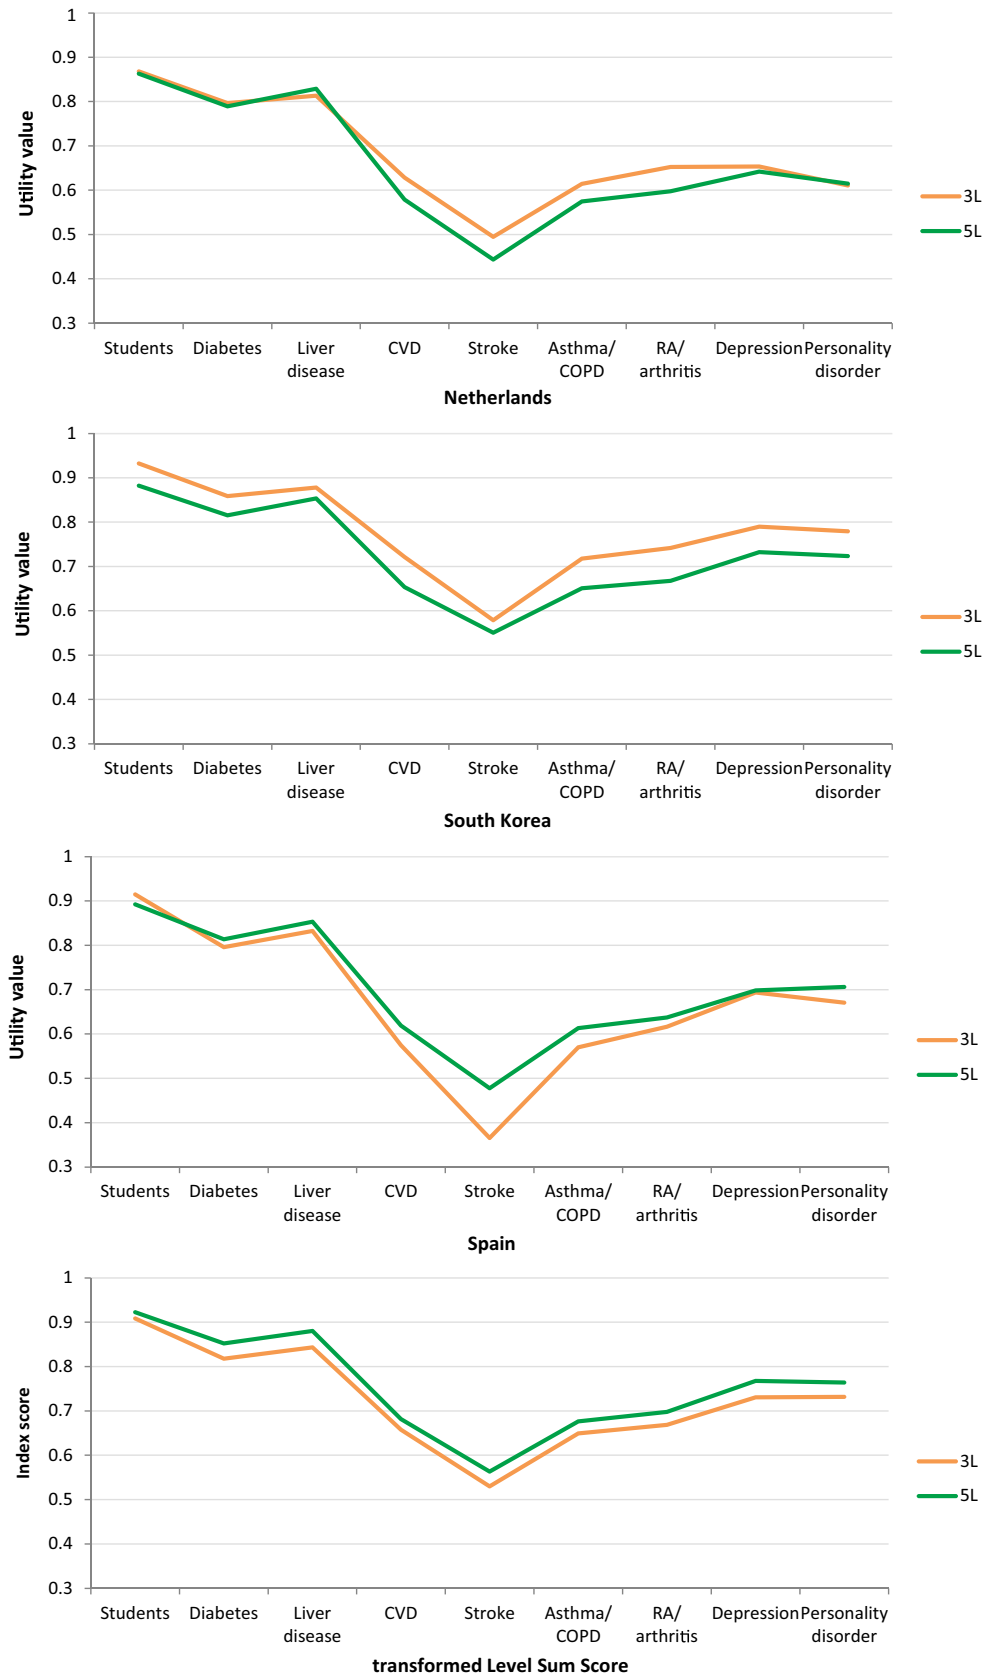 1
0.9
0.8
0.7
0.6
0.5
0.4
0.3
Utility value
Students Diabetes Liver CVD Stroke Asthma/ RA/ Depression Personality
disease COPD arthritis disorder
Netherlands
3L
5L
1
0.9
0.8
0.7
0.6
0.5
0.4
0.3
Utility value
Students Diabetes Liver CVD Stroke Asthma/ RA/ Depression Personality
disease COPD arthritis disorder
South Korea
3L
5L
1
0.9
0.8
0.7
0.6
0.5
0.4
0.3
Utility value
Students Diabetes Liver CVD Stroke Asthma/ RA/ Depression Personality
disease COPD arthritis disorder
Spain
3L
5L
1
0.9
0.8
0.7
0.6
0.5
0.4
0.3
Index score
Students Diabetes Liver CVD Stroke Asthma/ RA/ Depression Personality
disease COPD arthritis disorder
transformed Level Sum Score
3L
5L